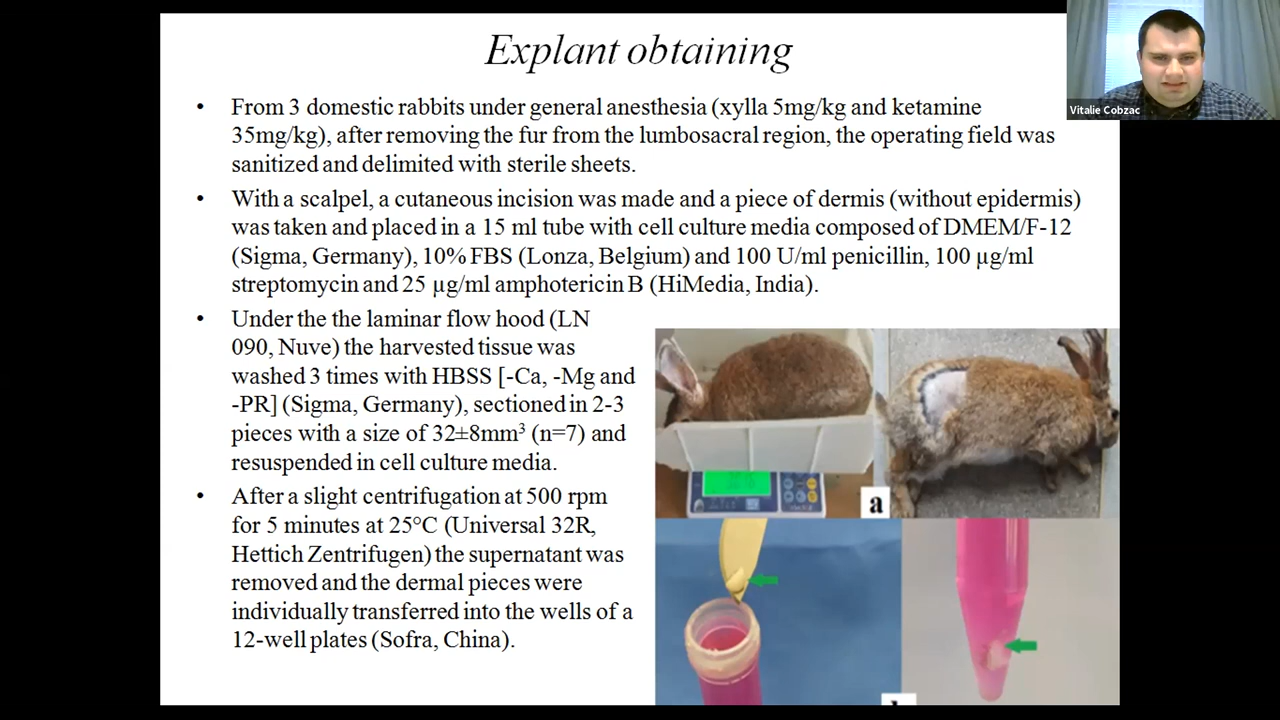 Explant obtaining
• From 3 domestic rabbits under general anesthesia (xylla 5mg/kg and ketamine
35mg/kg), after removing the fur from the lumbosacral region, the operating field was
sanitized and delimited with sterile sheets.
• With a scalpel, a cutaneous incision was made and a piece of dermis (without epidermis)
was taken and placed in a 15 ml tube with cell culture media composed of DMEM/F-12
(Sigma, Germany), 10% FBS (Lonza, Belgium) and 100 U/ml penicillin, 100 µg/ml
streptomycin and 25 µg/ml amphotericin B (HiMedia, India).
• Under the the laminar flow hood (LN
090, Nuve) the harvested tissue was
washed 3 times with HBSS [-Ca, -Mg and
-PR] (Sigma, Germany), sectioned in 2-3
pieces with a size of 32±8mm³ (n=7) and
resuspended in cell culture media.
• After a slight centrifugation at 500 rpm
for 5 minutes at 25°C (Universal 32R,
Hettich Zentrifugen) the supernatant was
removed and the dermal pieces were
individually transferred into the wells of a
12-well plates (Sofra, China).
a
Vitalie Cobzac